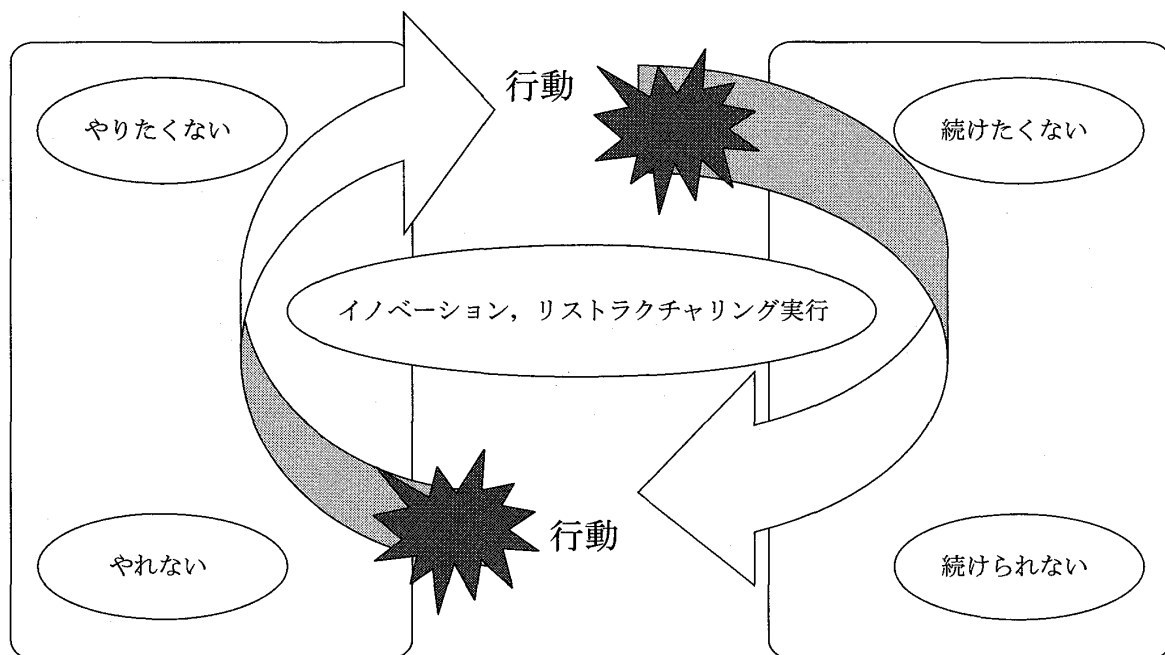 行動
やりたくない
続けたくない
イノベーション，リストラクチャリング実行
行動
やれない
続けられない